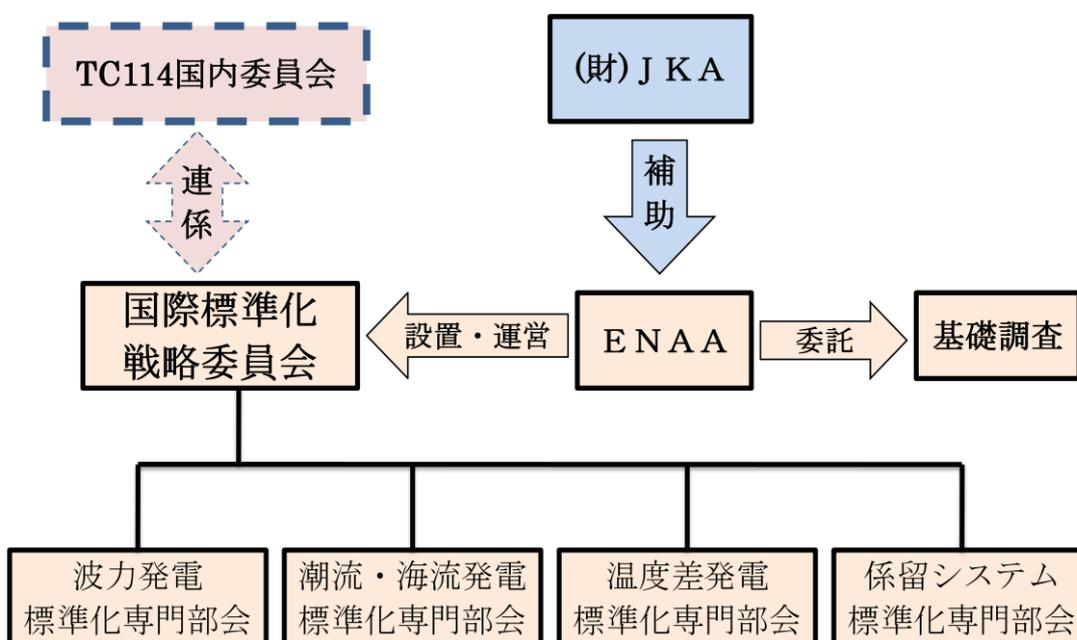 TC114国内委員会
(財)ＪＫＡ
連
係
補
助
国際標準化
戦略委員会
設置・運営
ＥＮＡＡ
委託
基礎調査
波力発電
標準化専門部会
潮流・海流発電
標準化専門部会
温度差発電
標準化専門部会
係留システム
標準化専門部会